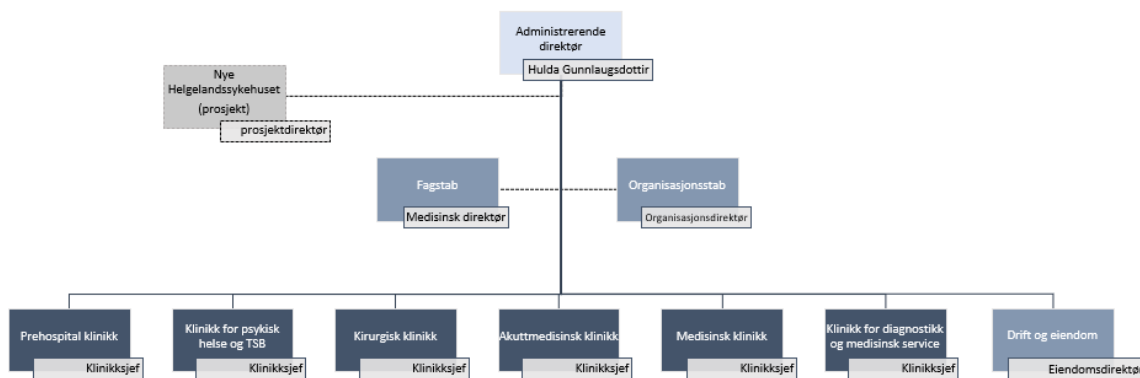 Administrerende
direktør
Hulda Gunnlaugsdottir
Nye
Helgelandssykehuset
(prosjekt)
prosjektdirektør
Fagstab
Medisinsk direktør
Organisasjonsstab
Organisasjonsdirektør
Prehospital klinikk
Klinikksjef
Klinikk for psykisk
helse og TSB
Klinikksjef
Kirurgisk klinikk
Klinikksjef
Akuttmedisinsk klinikk
Klinikksjef
Medisinsk klinikk
Klinikksjef
Klinikk for diagnostikk
og medisinsk service
Klinikksjef
Drift og eiendom
Eiendomsdirektør